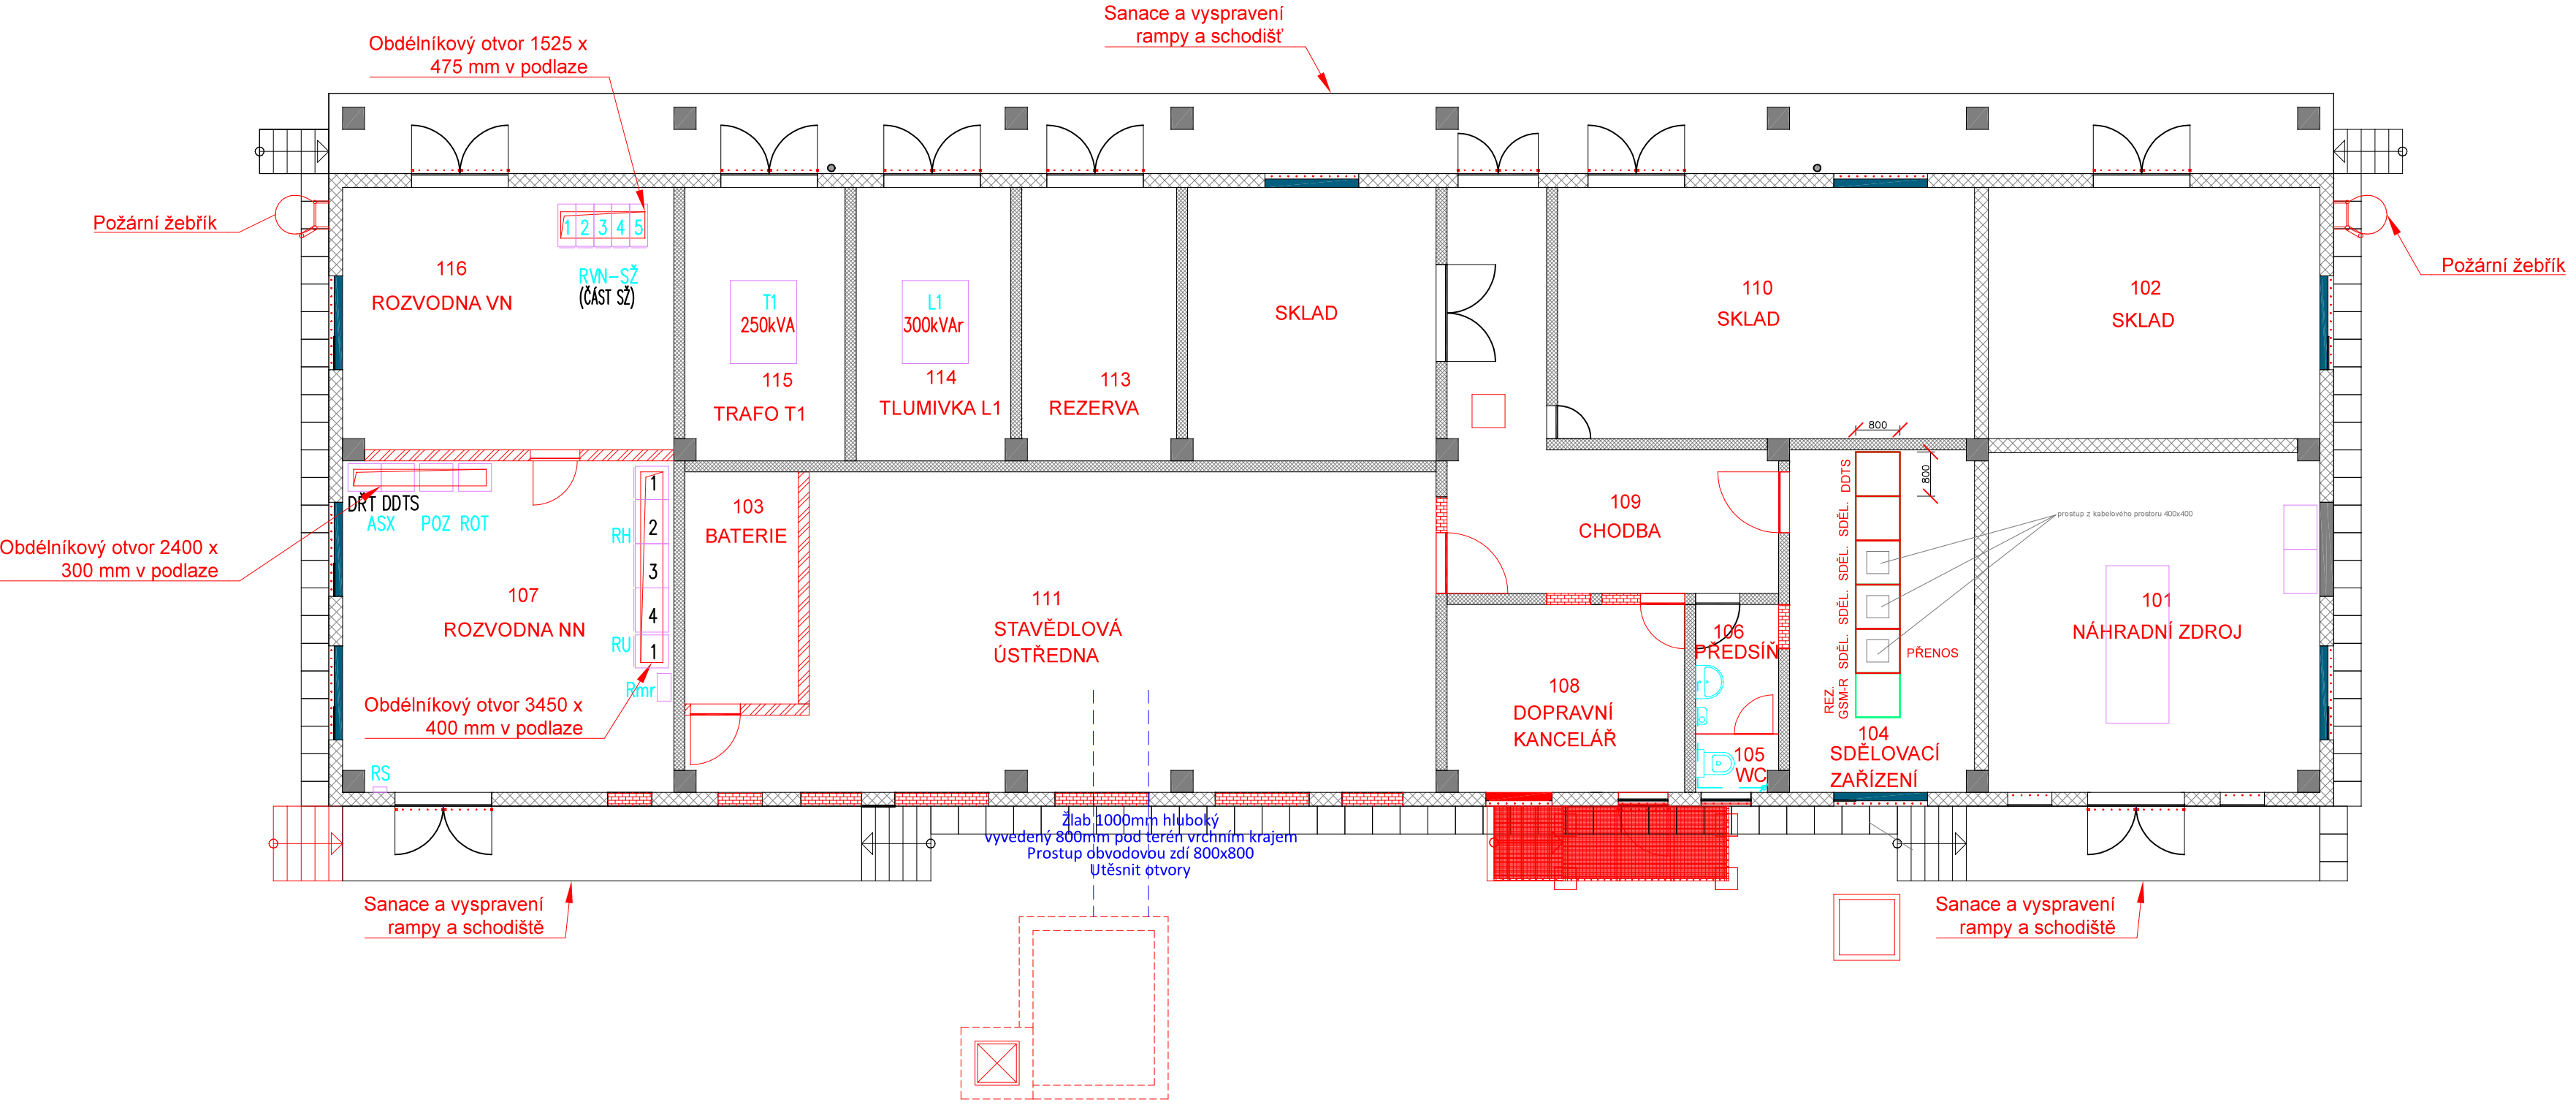 Sanace a vyspravení
rampy a schodišť
Obdélníkový otvor 1525 x
475 mm v podlaze
Požární žebřík
Požární žebřík
1 2 3 4 5
RVN-SŽ
(ČÁST SŽ)
116
ROZVODNA VN
T1
250kVA
115
TRAFO T1
L1
300kVAr
114
TLUMIVKA L1
113
REZERVA
SKLAD
110
SKLAD
102
SKLAD
800
800
DŘT DDTS
ASX POZ ROT
Obdélníkový otvor 2400 x
300 mm v podlaze
107
ROZVODNA NN
RH
1
2
3
4
RU
1
Rmr
Obdélníkový otvor 3450 x
400 mm v podlaze
RS
103
BATERIE
111
STAVĚDLOVÁ
ÚSTŘEDNA
109
CHODBA
108
DOPRAVNÍ
KANCELÁŘ
106
PŘEDSÍŇ
105
WC
DDTS
SDĚL.
SDĚL.
SDĚL.
SDĚL.
REZ.
GSM-R
PŘENOS
prostup z kabelového prostoru 400x400
104
SDĚLOVACÍ
ZAŘÍZENÍ
101
NÁHRADNÍ ZDROJ
Žlab 1000mm hluboký
vyvedený 800mm pod terén vrchním krajem
Prostup obvodovou zdí 800x800
Utěsnit otvory
Sanace a vyspravení
rampy a schodiště
Sanace a vyspravení
rampy a schodiště